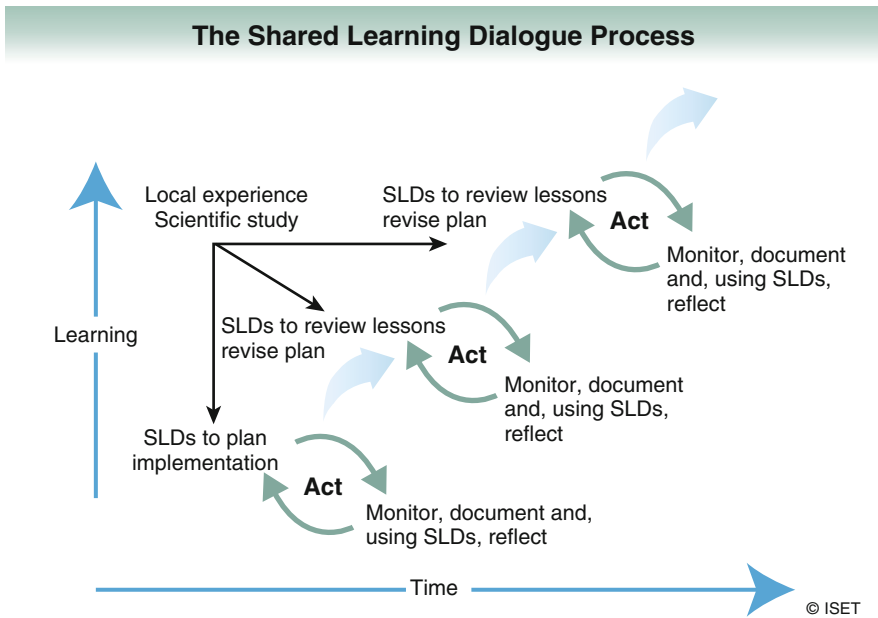 The Shared Learning Dialogue Process
Local experience
Scientific study
SLDs to review lessons
revise plan
Act
Monitor, document
and, using SLDs,
reflect
Learning
SLDs to review lessons
revise plan
Act
Monitor, document
and, using SLDs,
reflect
SLDs to plan
implementation
Act
Monitor, document and,
using SLDs, reflect
Time
© ISET